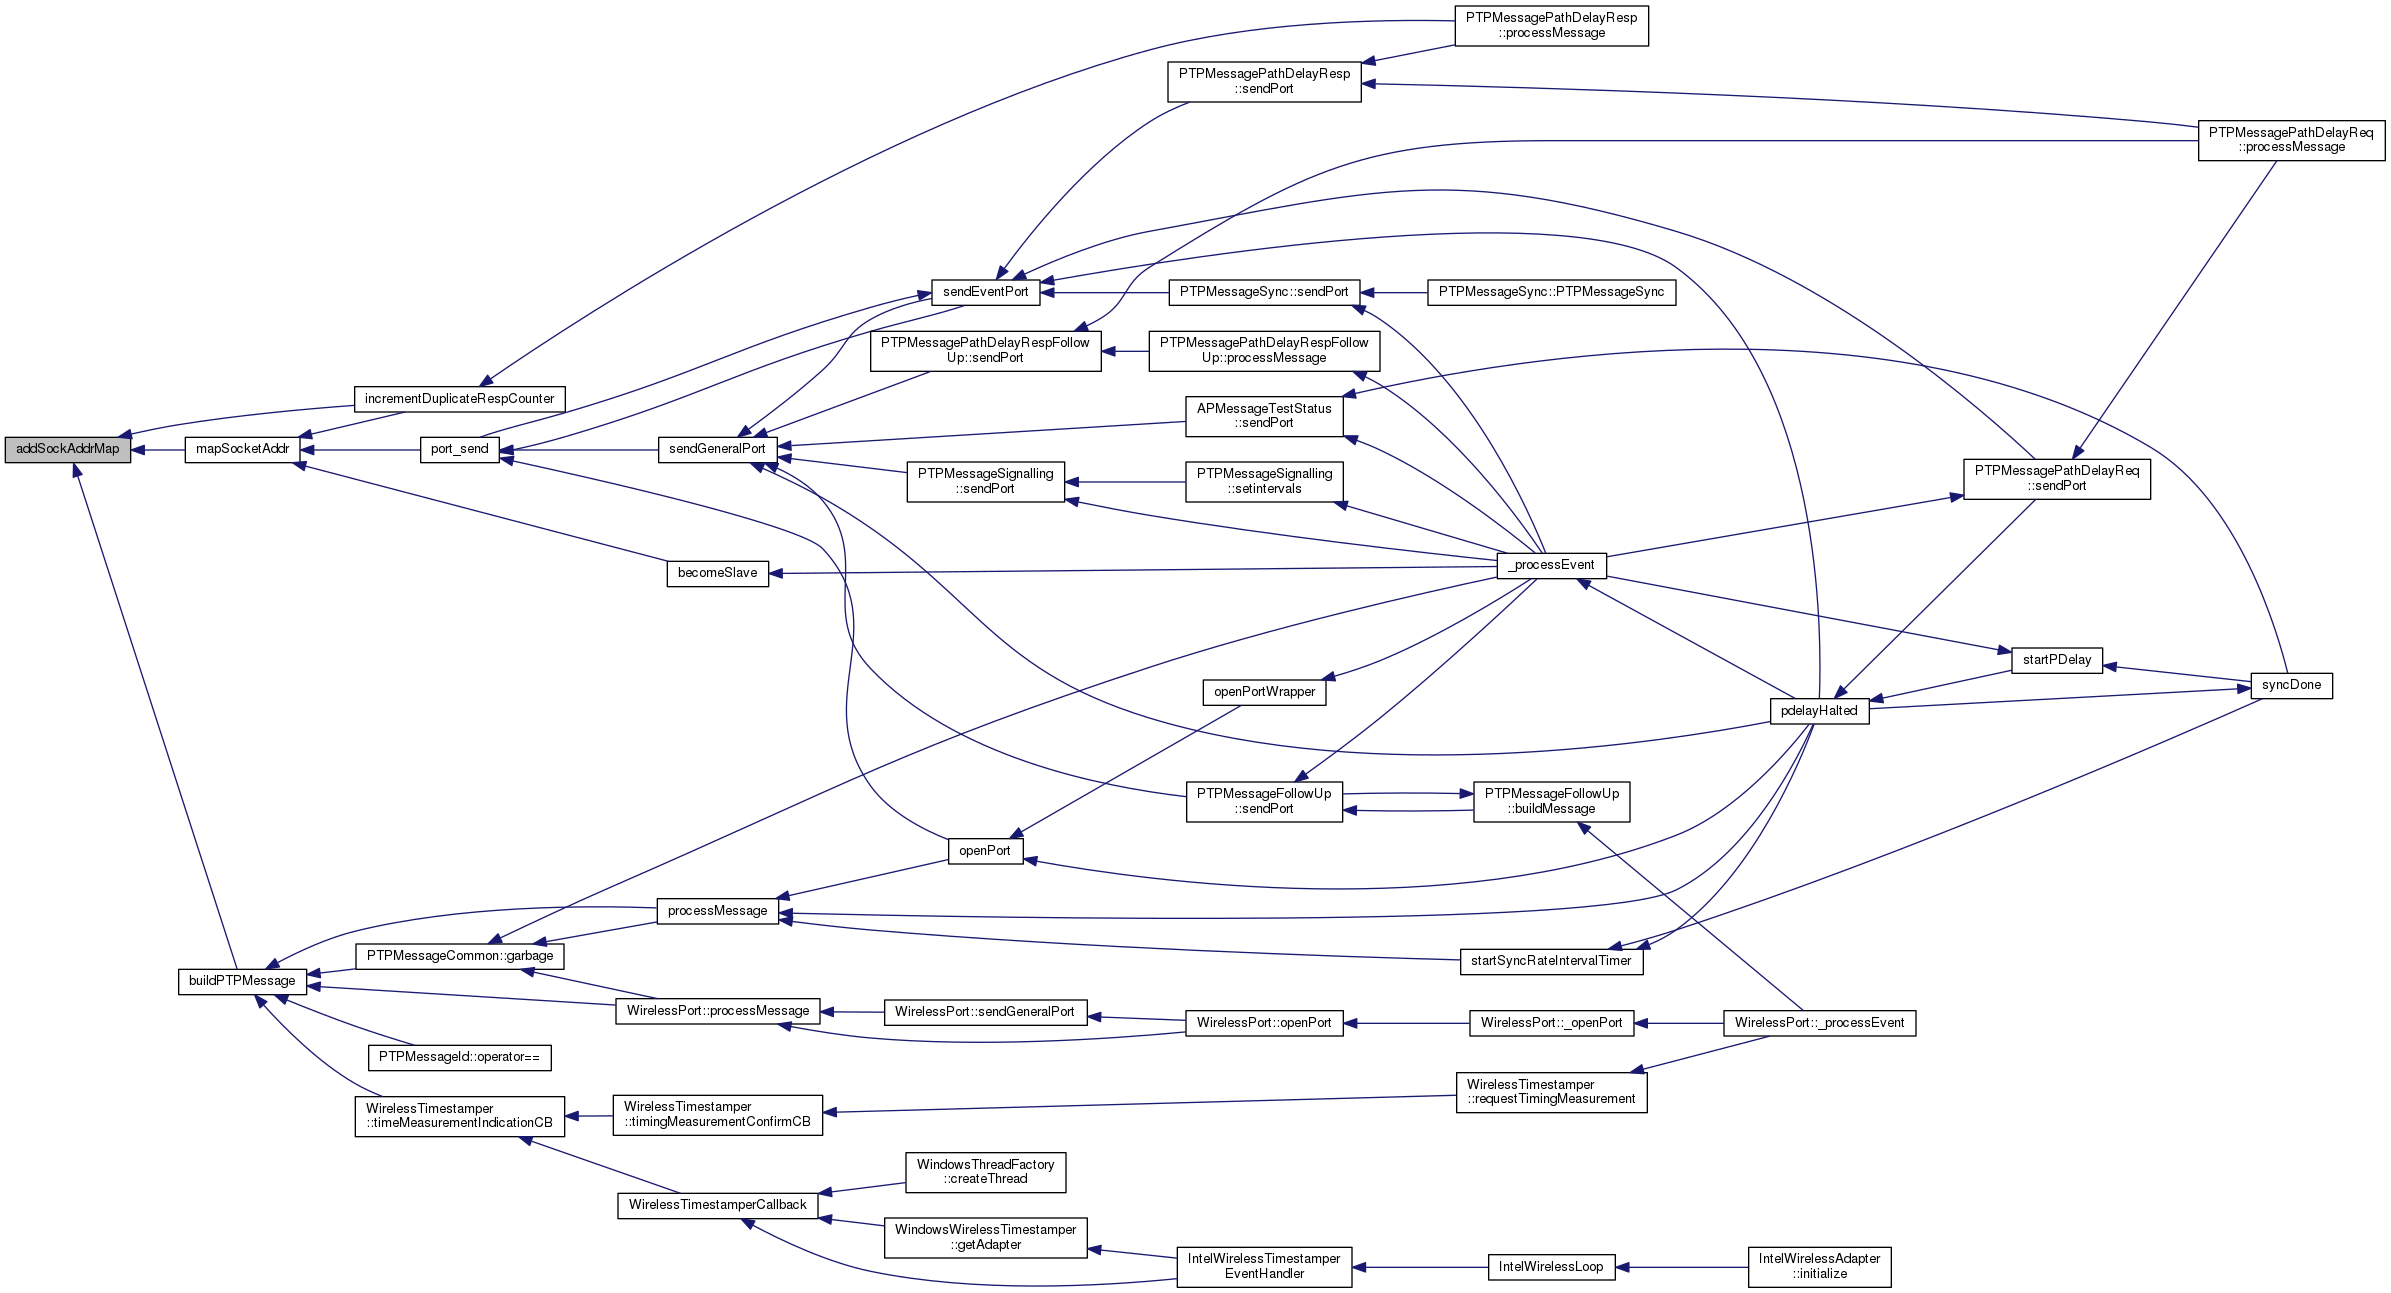 PTPMessagePathDelayResp
::processMessage
PTPMessagePathDelayResp
::sendPort
PTPMessagePathDelayReq
::processMessage
sendEventPort
PTPMessageSync::sendPort
PTPMessageSync::PTPMessageSync
PTPMessagePathDelayRespFollow
Up::sendPort
PTPMessagePathDelayRespFollow
Up::processMessage
incrementDuplicateRespCounter
APMessageTestStatus
::sendPort
addSockAddrMap
mapSocketAddr
port_send
sendGeneralPort
PTPMessageSignalling
::sendPort
PTPMessageSignalling
::setintervals
PTPMessagePathDelayReq
::sendPort
becomeSlave
_processEvent
startPDelay
openPortWrapper
syncDone
pdelayHalted
PTPMessageFollowUp
::sendPort
PTPMessageFollowUp
::buildMessage
openPort
processMessage
PTPMessageCommon::garbage
startSyncRateIntervalTimer
buildPTPMessage
WirelessPort::processMessage
WirelessPort::sendGeneralPort
WirelessPort::openPort
WirelessPort::_openPort
WirelessPort::_processEvent
PTPMessageId::operator==
WirelessTimestamper
::timeMeasurementIndicationCB
WirelessTimestamper
::timingMeasurementConfirmCB
WirelessTimestamper
::requestTimingMeasurement
WindowsThreadFactory
::createThread
WirelessTimestamperCallback
WindowsWirelessTimestamper
::getAdapter
IntelWirelessTimestamper
EventHandler
IntelWirelessLoop
IntelWirelessAdapter
::initialize